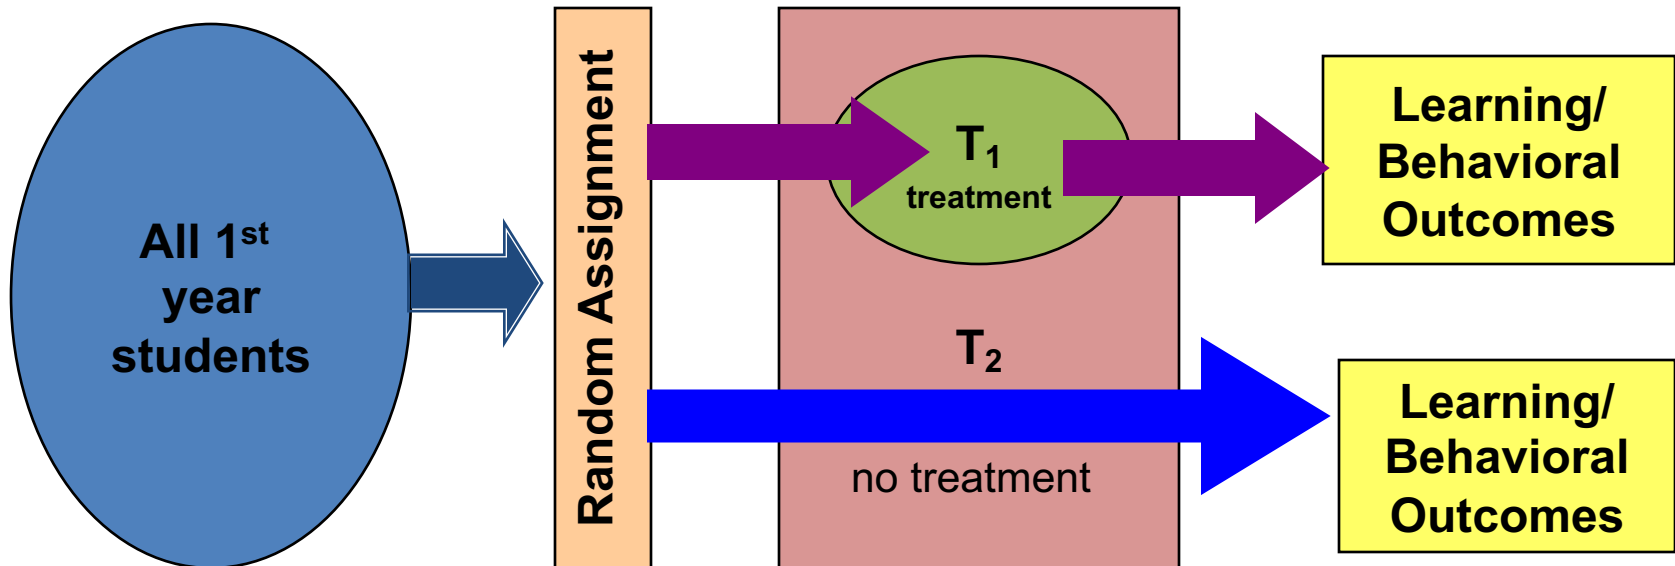 All 1st
year
students
Random Assignment
T1
treatment
T2
no treatment
Learning/
Behavioral
Outcomes
Learning/
Behavioral
Outcomes